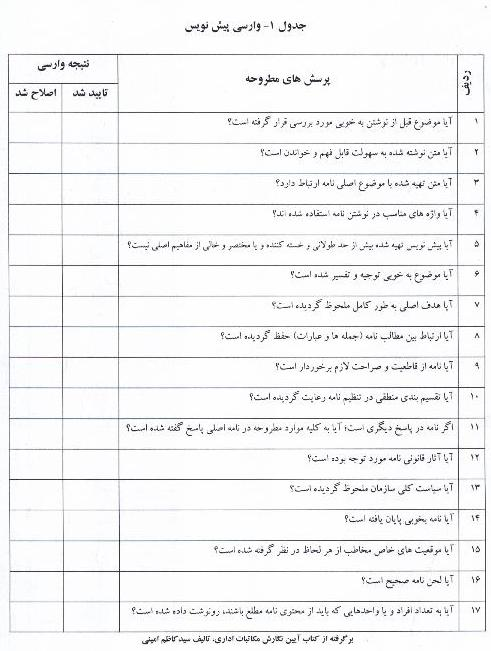 جدول ۱- وارسی پیش نویس
ردیف پرسش های مطروحه نتیجه وارسی
تایید شد اصلاح شد
۱ آیا موضوع قبل از نوشتن به خوبی مورد بررسی قرار گرفته است؟
۲ آیا متن نوشته شده به سهولت قابل فهم و خواندن است؟
۳ آیا متن تهیه شده با موضوع اصلی نامه ارتباط دارد؟
۴ آیا واژه های مناسب در نوشتن نامه استفاده شده اند؟
۵ آیا پیش نویس تهیه شده بیش از حد طولانی و خسته کننده و یا مختصر و خالی از مفاهیم اصلی نیست؟
۶ آیا موضوع به خوبی توجیه و تفسیر شده است؟
۷ آیا هدف اصلی به طور کامل ملحوظ گردیده است؟
۸ آیا ارتباط بین مطالب نامه (جمله ها و عبارات) حفظ گردیده است؟
۹ آیا نامه از قاطعیت و صراحت لازم برخوردار است؟
۱۰ آیا تقسیم بندی منطقی در تنظیم نامه رعایت گردیده است؟
۱۱ اگر نامه در پاسخ دیگری است؛ آیا به کلیه موارد مطروحه در نامه اصلی پاسخ گفته شده است؟
۱۲ آیا آثار قانونی نامه مورد توجه بوده است؟
۱۳ آیا سیاست کلی سازمان ملحوظ گردیده است؟
۱۴ آیا نامه بخوبی پایان یافته است؟
۱۵ آیا موقعیت های خاص مخاطب از هر لحاظ در نظر گرفته شده است؟
۱۶ آیا لحن نامه صحیح است؟
۱۷ آیا به تعداد افراد و یا واحدهایی که باید از محتوی نامه مطلع باشند، رونوشت داده شده است؟
برگرفته از کتاب آیین نگارش مکاتبات اداری، تالیف سیدکاظم امینی